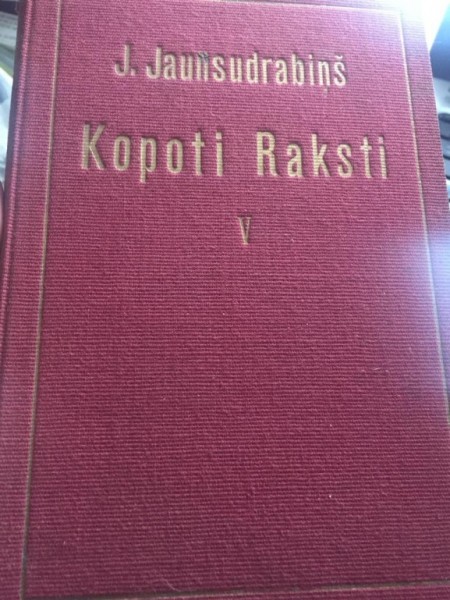 J. Jaunsudrabiņš
Kopoti Raksti
V